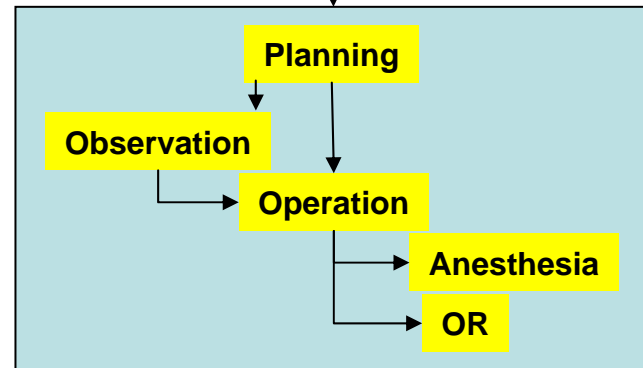 Planning
Observation
Operation
Anesthesia
OR